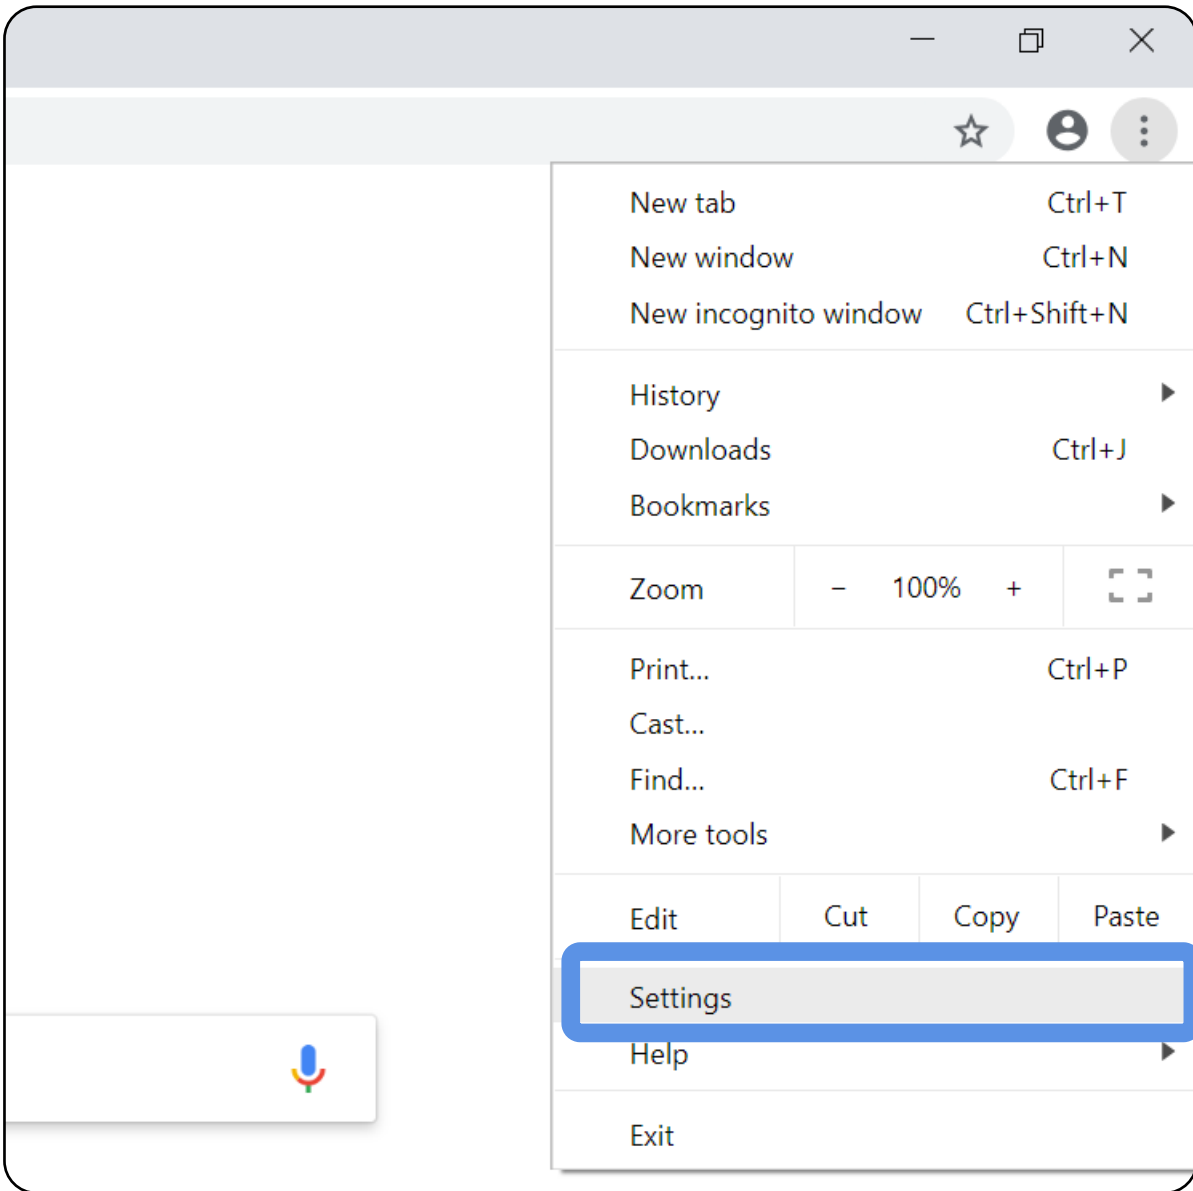 New tab Ctrl+T
New window Ctrl+N
New incognito window Ctrl+Shift+N
History
Downloads Ctrl+J
Bookmarks
Zoom − 100% +
Print... Ctrl+P
Cast...
Find... Ctrl+F
More tools
Edit Cut Copy Paste
Settings
Help
Exit